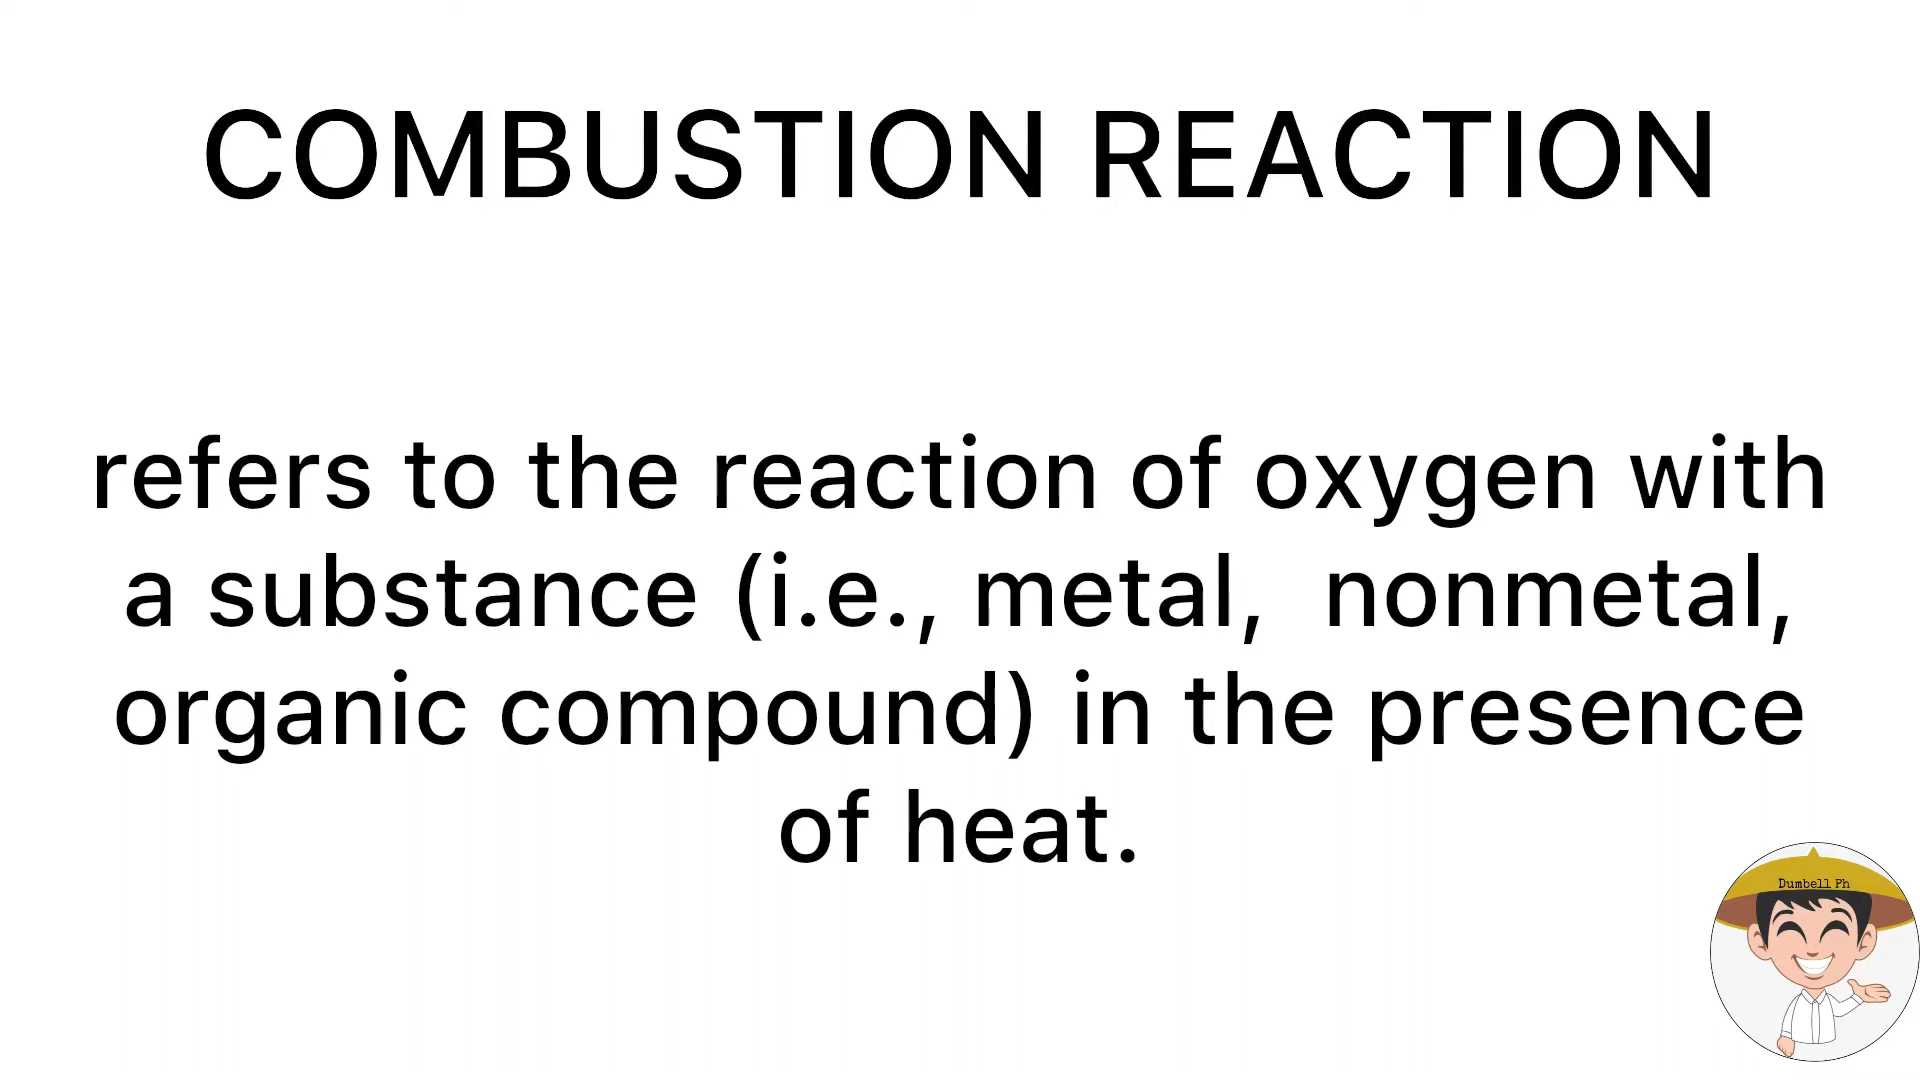 COMBUSTION REACTION
refers to the reaction of oxygen with
a substance (i.e., metal,  nonmetal,
organic compound) in the presence
of heat.
Dumbell Ph